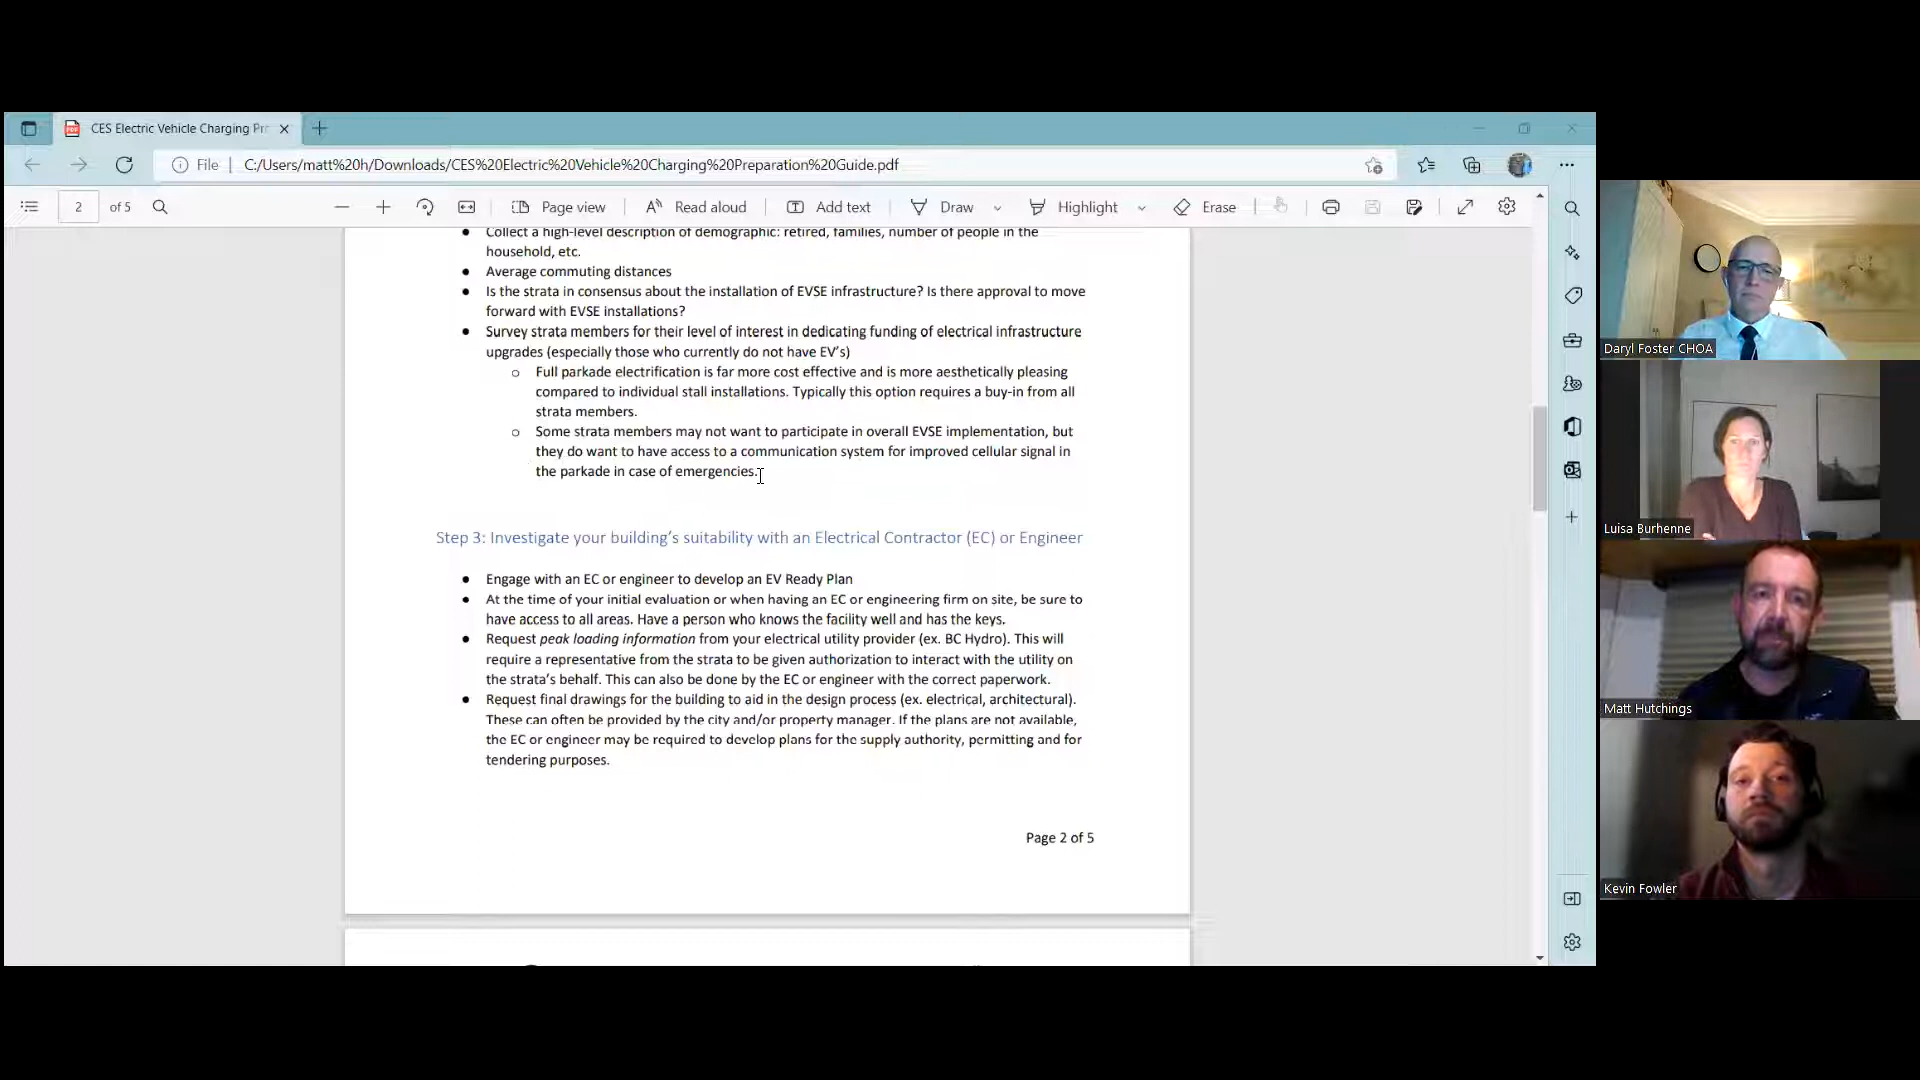 CES Electric Vehicle Charging Pr
File
C:/Users/matt%20h/Downloads/CES%20Electric%20Vehicle%20Charging%20Preparation%20Guide.pdf
2 of 5
Page view
Read aloud
Add text
Draw
Highlight
Erase
● Collect a high-level description of demographic: retired, families, number of people in the
household, etc.
● Average commuting distances
● Is the strata in consensus about the installation of EVSE infrastructure? Is there approval to move
forward with EVSE installations?
● Survey strata members for their level of interest in dedicating funding of electrical infrastructure
upgrades (especially those who currently do not have EV's)
o Full parkade electrification is far more cost effective and is more aesthetically pleasing
compared to individual stall installations. Typically this option requires a buy-in from all
strata members.
o Some strata members may not want to participate in overall EVSE implementation, but
they do want to have access to a communication system for improved cellular signal in
the parkade in case of emergencies.
Step 3: Investigate your building's suitability with an Electrical Contractor (EC) or Engineer
● Engage with an EC or engineer to develop an EV Ready Plan
● At the time of your initial evaluation or when having an EC or engineering firm on site, be sure to
have access to all areas. Have a person who knows the facility well and has the keys.
● Request peak loading information from your electrical utility provider (ex. BC Hydro). This will
require a representative from the strata to be given authorization to interact with the utility on
the strata's behalf. This can also be done by the EC or engineer with the correct paperwork.
● Request final drawings for the building to aid in the design process (ex. electrical, architectural).
These can often be provided by the city and/or property manager. If the plans are not available,
the EC or engineer may be required to develop plans for the supply authority, permitting and for
tendering purposes.
Page 2 of 5
Daryl Foster CHOA
Luisa Burhenne
Matt Hutchings
Kevin Fowler